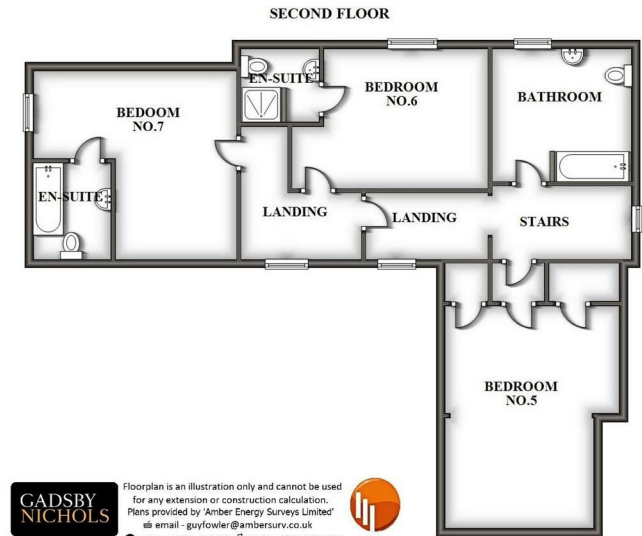 SECOND FLOOR
EN-SUITE
BEDROOM
NO.6
BATHROOM
BEDOOM
NO.7
EN-SUITE
LANDING
LANDING
STAIRS
BEDROOM
NO.5
GADSBY
NICHOLS
Floorplan is an illustration only and cannot be used
for any extension or construction calculation.
Plans provided by 'Amber Energy Surveys Limited'
email - guyfowler@ambersurv.co.uk